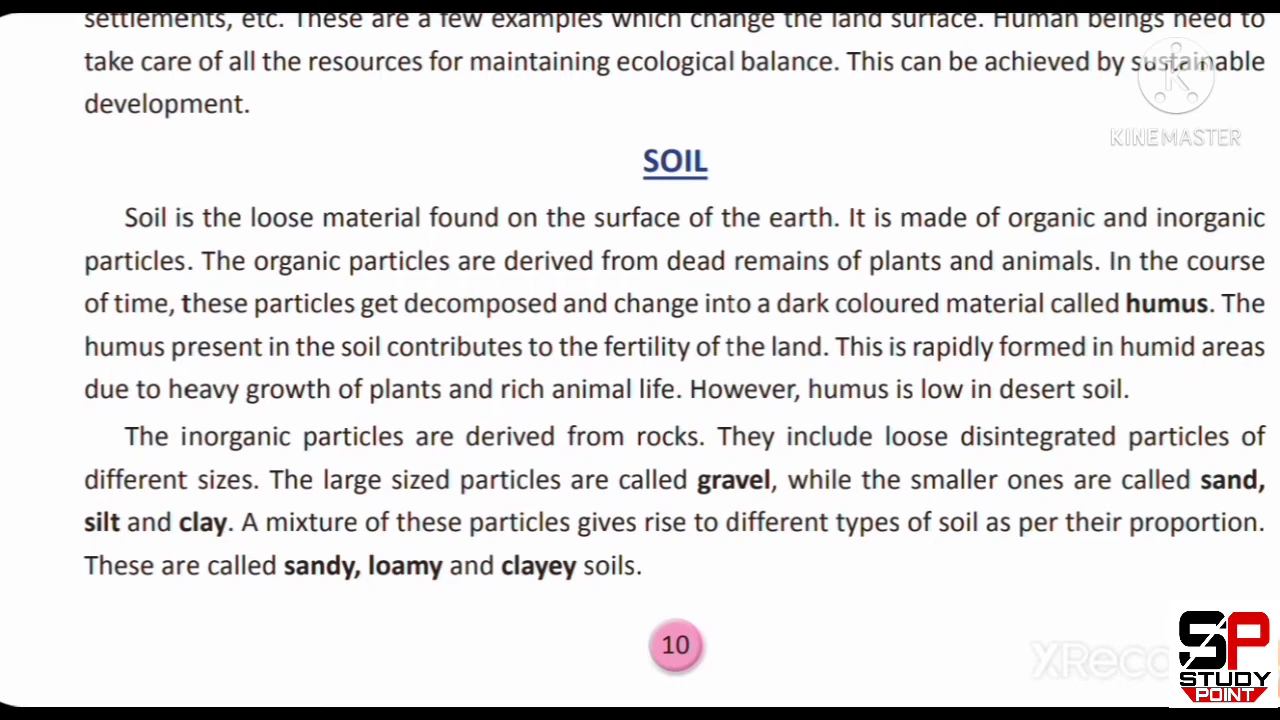 settlements, etc. These are a few examples which change the land surface. Human beings need to
take care of all the resources for maintaining ecological balance. This can be achieved by sustainable
development.
KINEMASTER
SOIL
Soil is the loose material found on the surface of the earth. It is made of organic and inorganic
particles. The organic particles are derived from dead remains of plants and animals. In the course
of time, these particles get decomposed and change into a dark coloured material called humus. The
humus present in the soil contributes to the fertility of the land. This is rapidly formed in humid areas
due to heavy growth of plants and rich animal life. However, humus is low in desert soil.
The inorganic particles are derived from rocks. They include loose disintegrated particles of
different sizes. The large sized particles are called gravel, while the smaller ones are called sand,
silt and clay. A mixture of these particles gives rise to different types of soil as per their proportion.
These are called sandy, loamy and clayey soils.
10
SP
STUDY
POINT